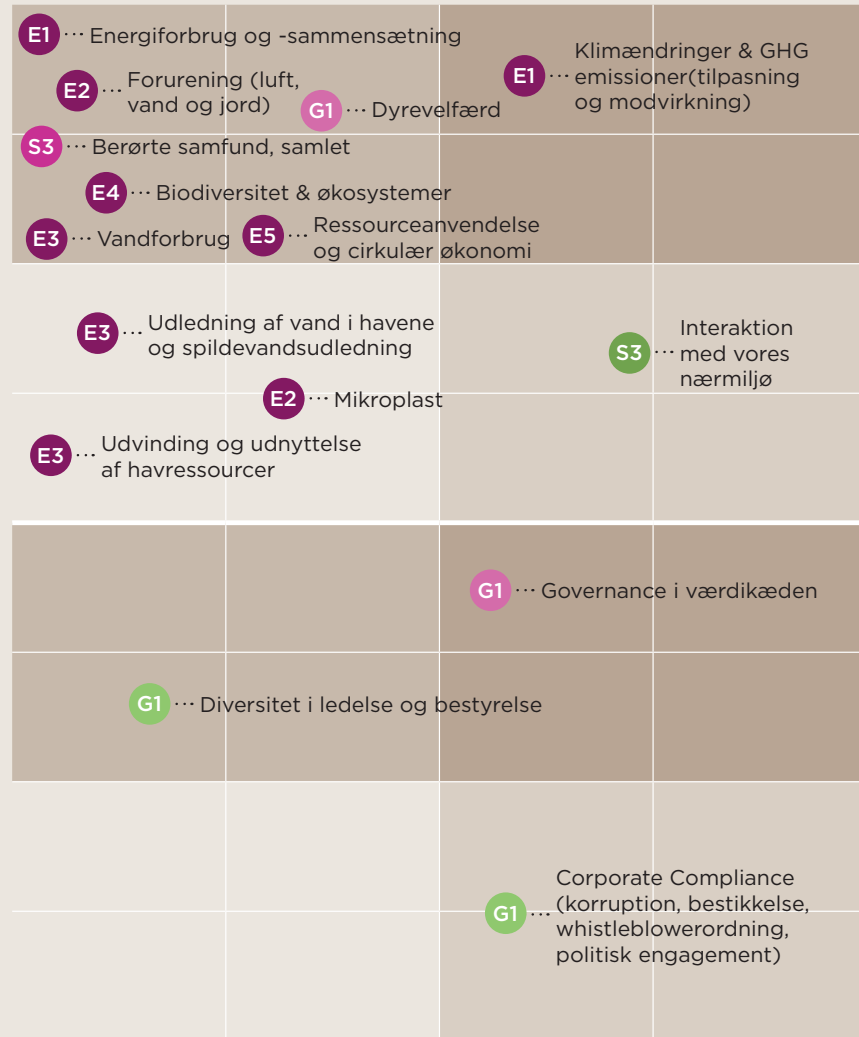 E1 ··· Energiforbrug og -sammensætning
E1 ··· Klimændringer & GHG
emissioner(tilpasning
og modvirkning)
E2 ··· Forurening (luft,
vand og jord)
G1 ··· Dyrevelfærd
S3 ··· Berørte samfund, samlet
E4 ··· Biodiversitet & økosystemer
E3 ··· Vandforbrug
E5 ··· Ressourceanvendelse
og cirkulær økonomi
E3 ··· Udledning af vand i havene
og spildevandsudledning
S3 ··· Interaktion
med vores
nærmiljø
E2 ··· Mikroplast
E3 ··· Udvinding og udnyttelse
af havressourcer
G1 ··· Governance i værdikæden
G1 ··· Diversitet i ledelse og bestyrelse
G1 ··· Corporate Compliance
(korruption, bestikkelse,
whistleblowerordning,
politisk engagement)